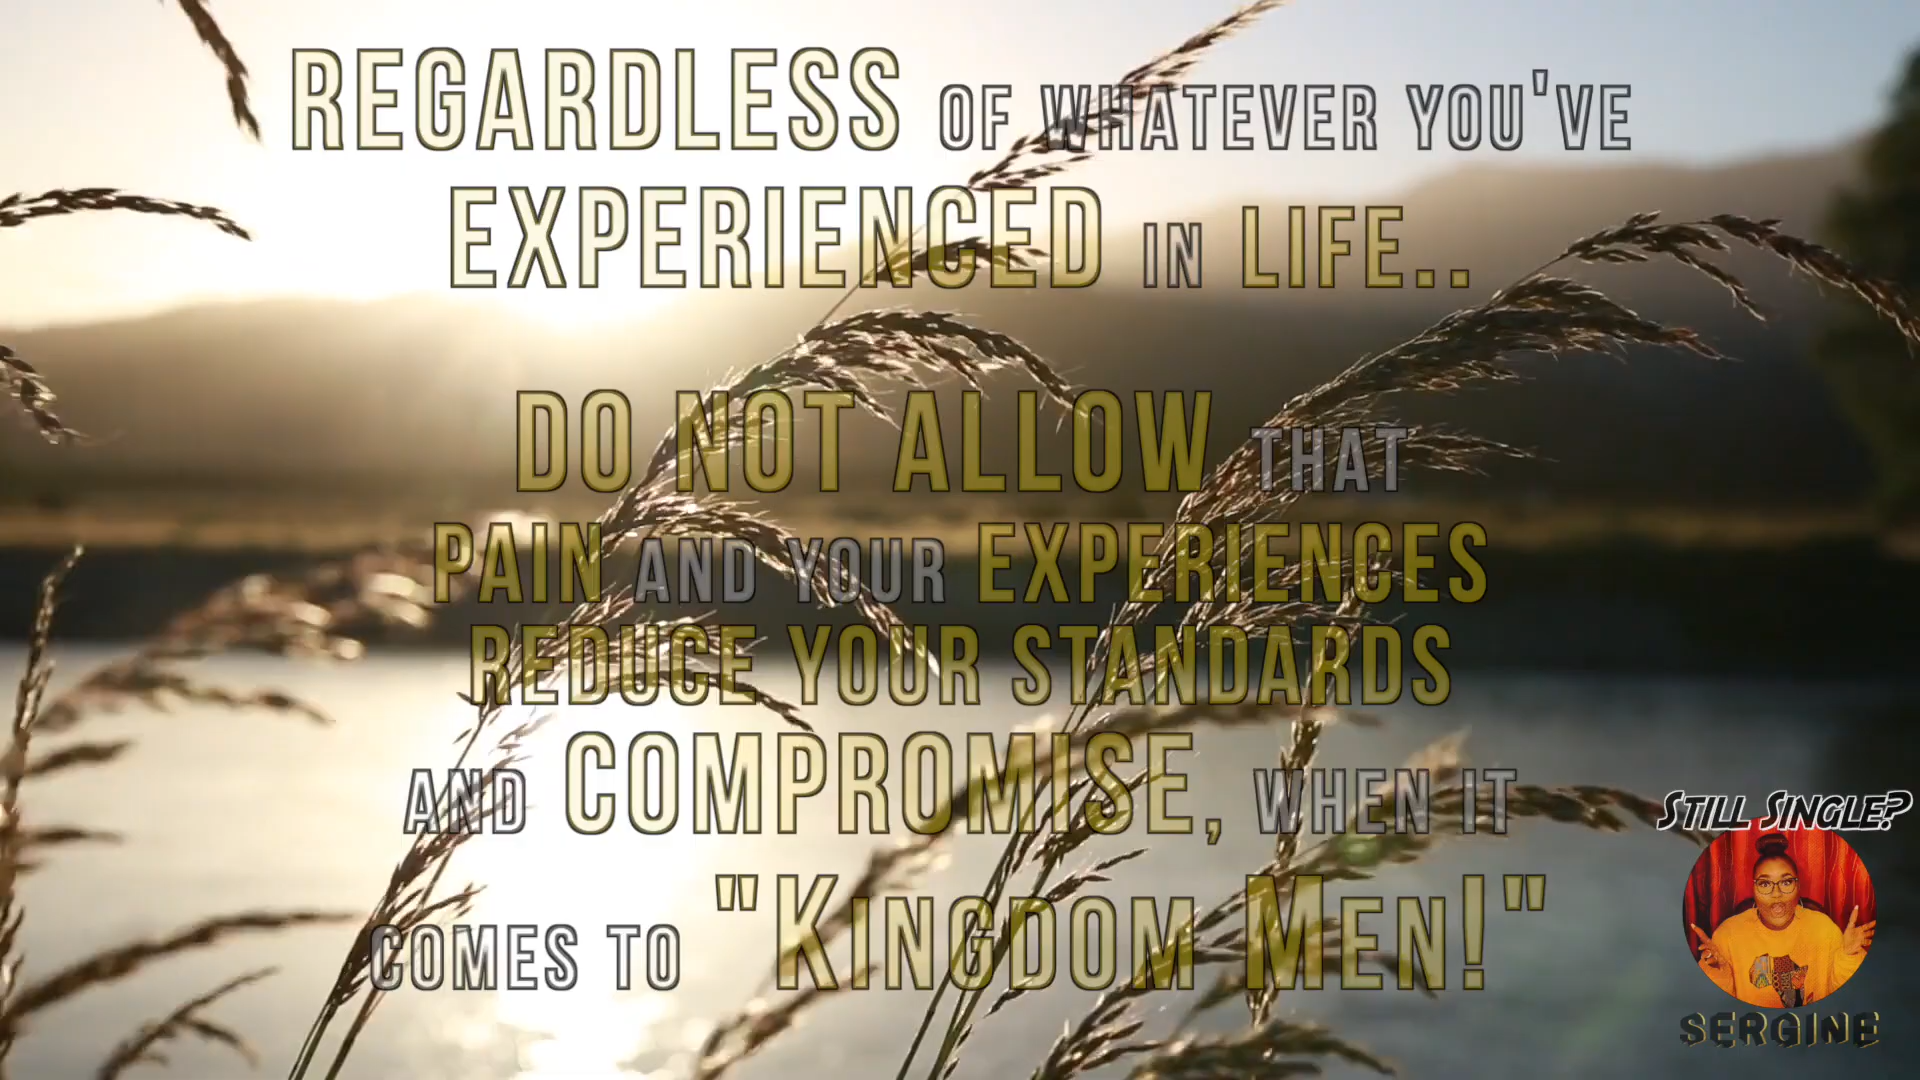 REGARDLESS OF WHATEVER YOU'VE
EXPERIENCED IN LIFE..
DO NOT ALLOW THAT
PAIN AND YOUR EXPERIENCES
REDUCE YOUR STANDARDS
AND COMPROMISE, WHEN IT
COMES TO "KINGDOM MEN!"
STILL SINGLE?
SERGINE